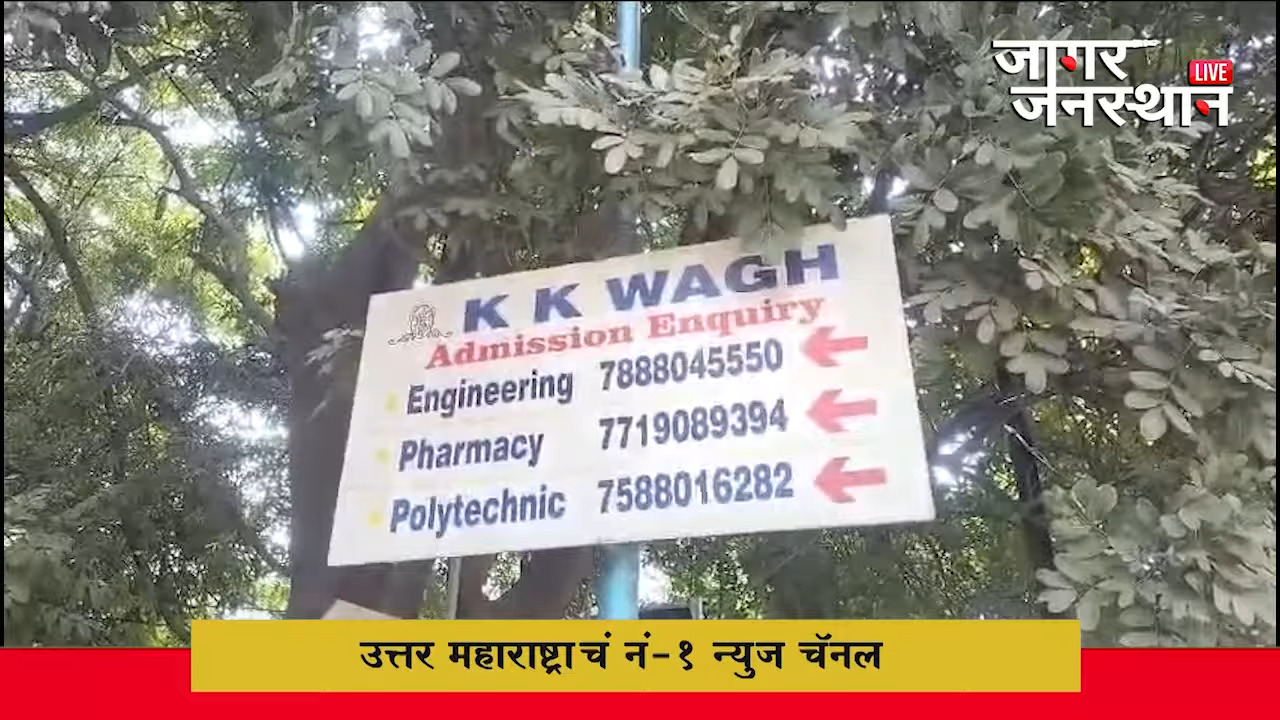 जागर
LIVE
जनस्थान
K K WAGH
Admission Enquiry
Engineering 7888045550
Pharmacy 7719089394
Polytechnic 7588016282
उत्तर महाराष्ट्राचं नं-१ न्युज चॅनल